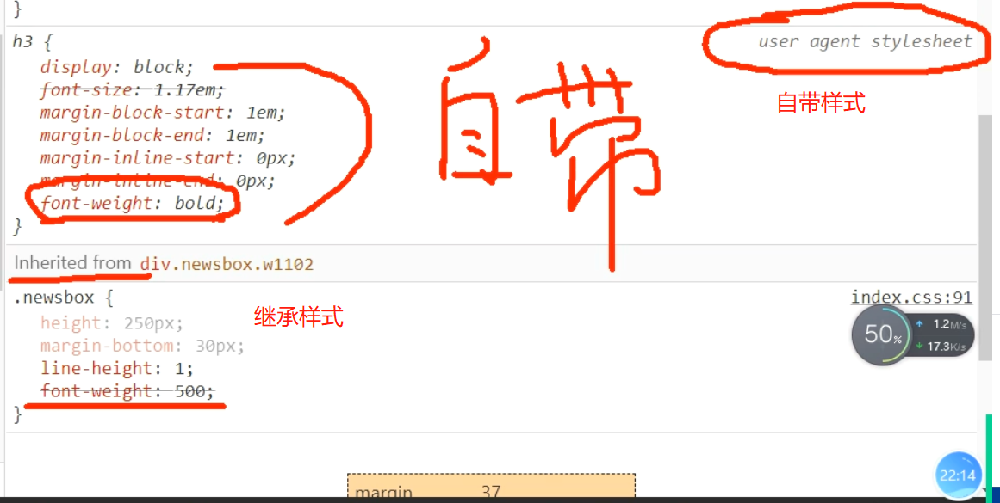 }
h3 {
user agent stylesheet
display: block;
font-size: 1.17em;
自带
自带样式
margin-block-start: 1em;
margin-block-end: 1em;
margin-inline-start: 0px;
margin-inline-end: 0px;
font-weight: bold;
}
Inherited from div.newsbox.w1102
.newsbox {
index.css:91
继承样式
height: 250px;
50%
1.2M/s
margin-bottom: 30px;
17.3K/s
line-height: 1;
font-weight: 500;
}
22:14
margin 37